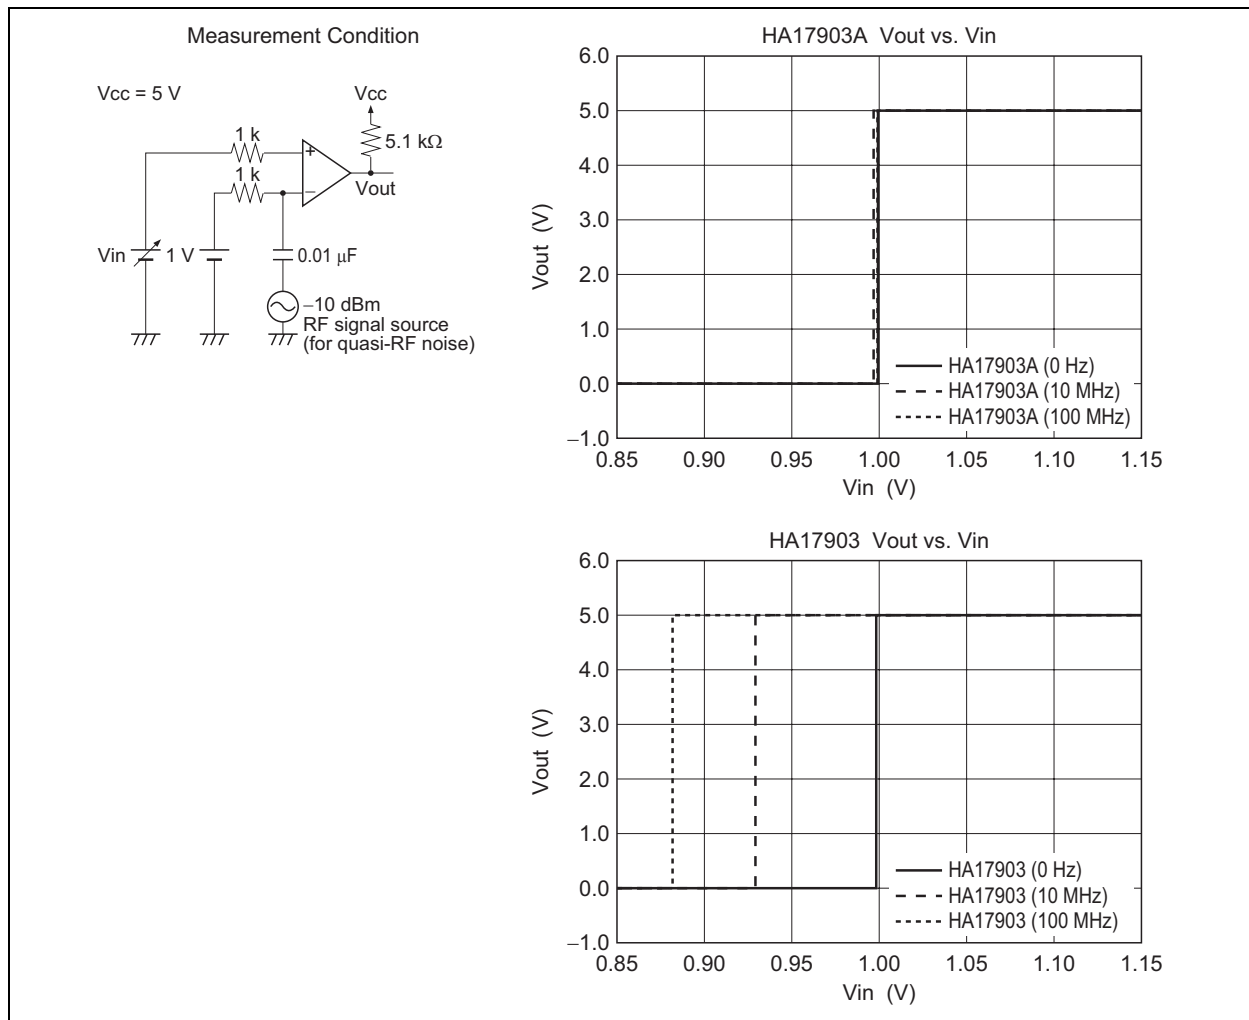 Measurement Condition
Vcc = 5 V
Vcc
1 k
5.1 kΩ
+
1 k
−
Vout
Vin
1 V
0.01 μF
−10 dBm
RF signal source
(for quasi-RF noise)
HA17903A Vout vs. Vin
6.0
5.0
4.0
3.0
2.0
1.0
0.0
−1.0
Vout (V)
HA17903A (0 Hz)
HA17903A (10 MHz)
HA17903A (100 MHz)
0.85 0.90 0.95 1.00 1.05 1.10 1.15
Vin (V)
HA17903 Vout vs. Vin
6.0
5.0
4.0
3.0
2.0
1.0
0.0
−1.0
Vout (V)
HA17903 (0 Hz)
HA17903 (10 MHz)
HA17903 (100 MHz)
0.85 0.90 0.95 1.00 1.05 1.10 1.15
Vin (V)